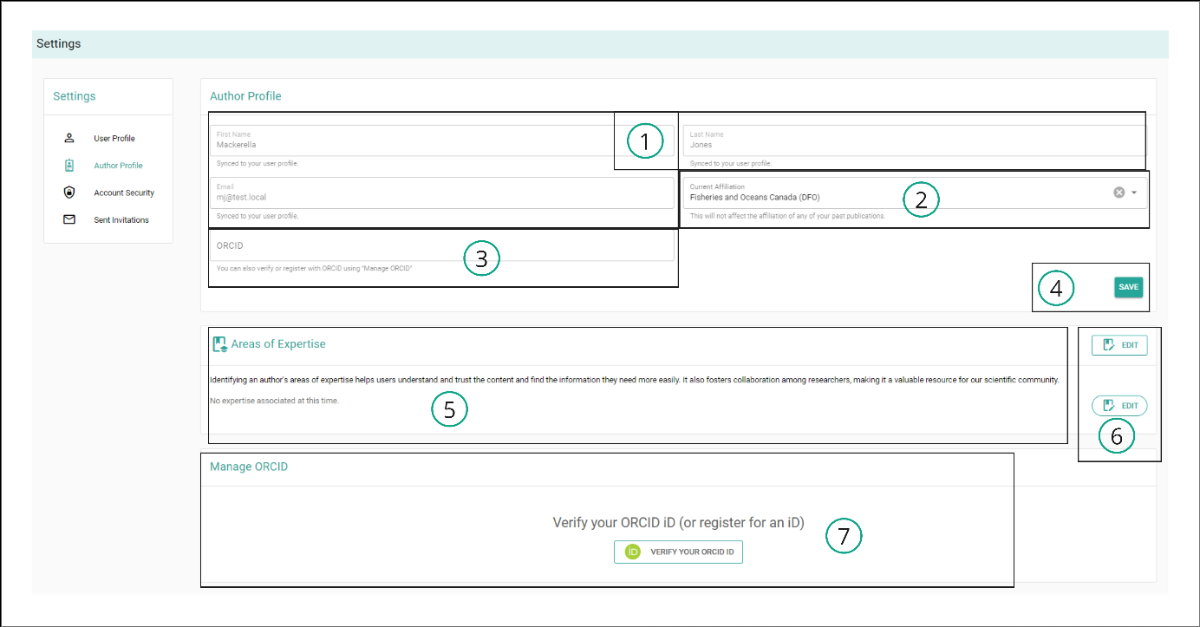 Settings
Settings
User Profile
Author Profile
Account Security
Sent Invitations
Author Profile
First Name
Mackerella
Synced to your user profile.
1
Last Name
Jones
Synced to your user profile.
Email
mj@test.local
Synced to your user profile.
Current Affiliation
Fisheries and Oceans Canada (DFO)
This will not affect the affiliation of any of your past publications.
2
ORCID
You can also verify or register with ORCID using "Manage ORCID"
3
4
SAVE
Areas of Expertise
EDIT
Identifying an author's areas of expertise helps users understand and trust the content and find the information they need more easily. It also fosters collaboration among researchers, making it a valuable resource for our scientific community.
No expertise associated at this time.
5
EDIT
6
Manage ORCID
Verify your ORCID iD (or register for an iD)
iD VERIFY YOUR ORCID ID
7